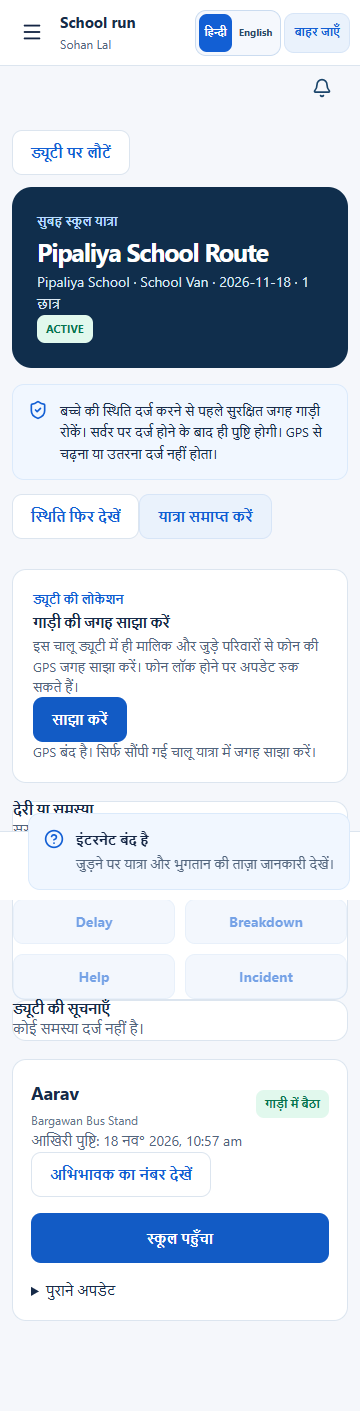 School run
Sohan Lal
हिन्दी
English
बाहर जाएँ
ड्यूटी पर लौटें
सुबह स्कूल यात्रा
Pipaliya School Route
Pipaliya School · School Van · 2026-11-18 · 1
छात्र
ACTIVE
बच्चे की स्थिति दर्ज करने से पहले सुरक्षित जगह गाड़ी
रोकें। सर्वर पर दर्ज होने के बाद ही पुष्टि होगी। GPS से
चढ़ना या उतरना दर्ज नहीं होता।
स्थिति फिर देखें
यात्रा समाप्त करें
ड्यूटी की लोकेशन
गाड़ी की जगह साझा करें
इस चालू ड्यूटी में ही मालिक और जुड़े परिवारों से फोन की
GPS जगह साझा करें। फोन लॉक होने पर अपडेट रुक
सकते हैं।
साझा करें
GPS बंद है। सिर्फ सौंपी गई चालू यात्रा में जगह साझा करें।
देरी या समस्या
इंटरनेट बंद है
जुड़ने पर यात्रा और भुगतान की ताज़ा जानकारी देखें।
Delay
Breakdown
Help
Incident
ड्यूटी की सूचनाएँ
कोई समस्या दर्ज नहीं है।
Aarav
गाड़ी में बैठा
Bargawan Bus Stand
आखिरी पुष्टि: 18 नव॰ 2026, 10:57 am
अभिभावक का नंबर देखें
स्कूल पहुँचा
पुराने अपडेट